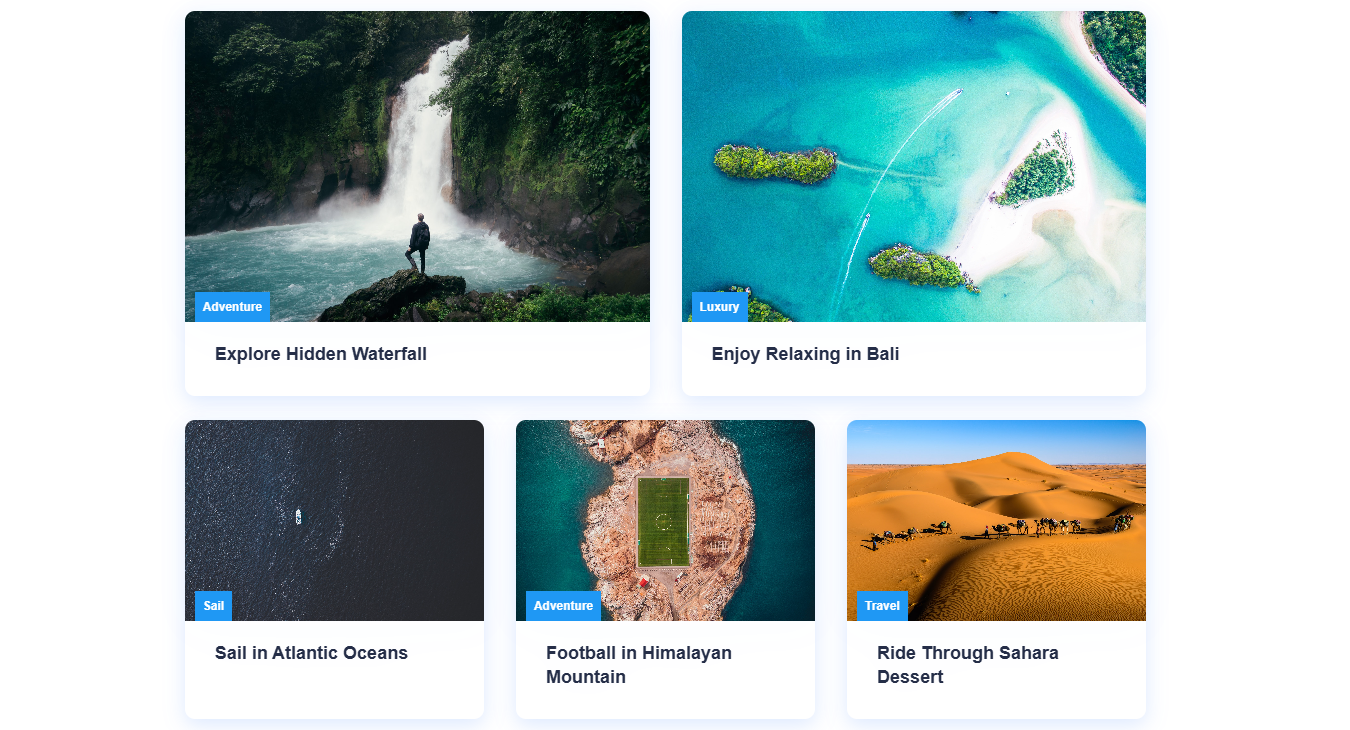 Adventure
Luxury
Explore Hidden Waterfall
Enjoy Relaxing in Bali
Sail
Adventure
Travel
Sail in Atlantic Oceans
Football in Himalayan
Mountain
Ride Through Sahara
Dessert